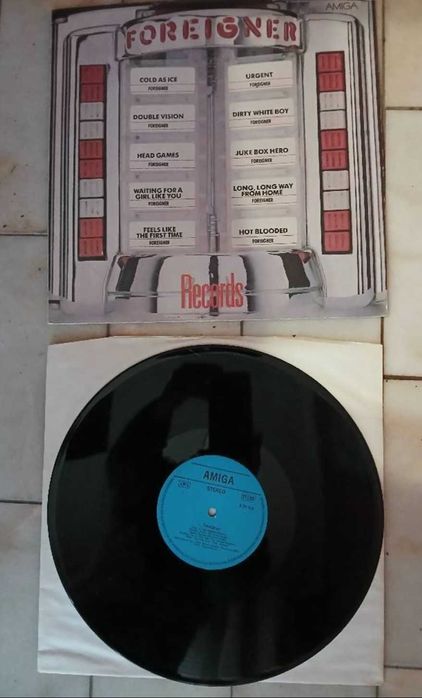 AMIGA
FOREIGNER
COLD AS ICE
FOREIGNER
DOUBLE VISION
FOREIGNER
HEAD GAMES
FOREIGNER
WAITING FOR A
GIRL LIKE YOU
FOREIGNER
FEELS LIKE
THE FIRST TIME
FOREIGNER
URGENT
FOREIGNER
DIRTY WHITE BOY
FOREIGNER
JUKE BOX HERO
FOREIGNER
LONG, LONG WAY
FROM HOME
FOREIGNER
HOT BLOODED
FOREIGNER
Records
AMIGA
STEREO